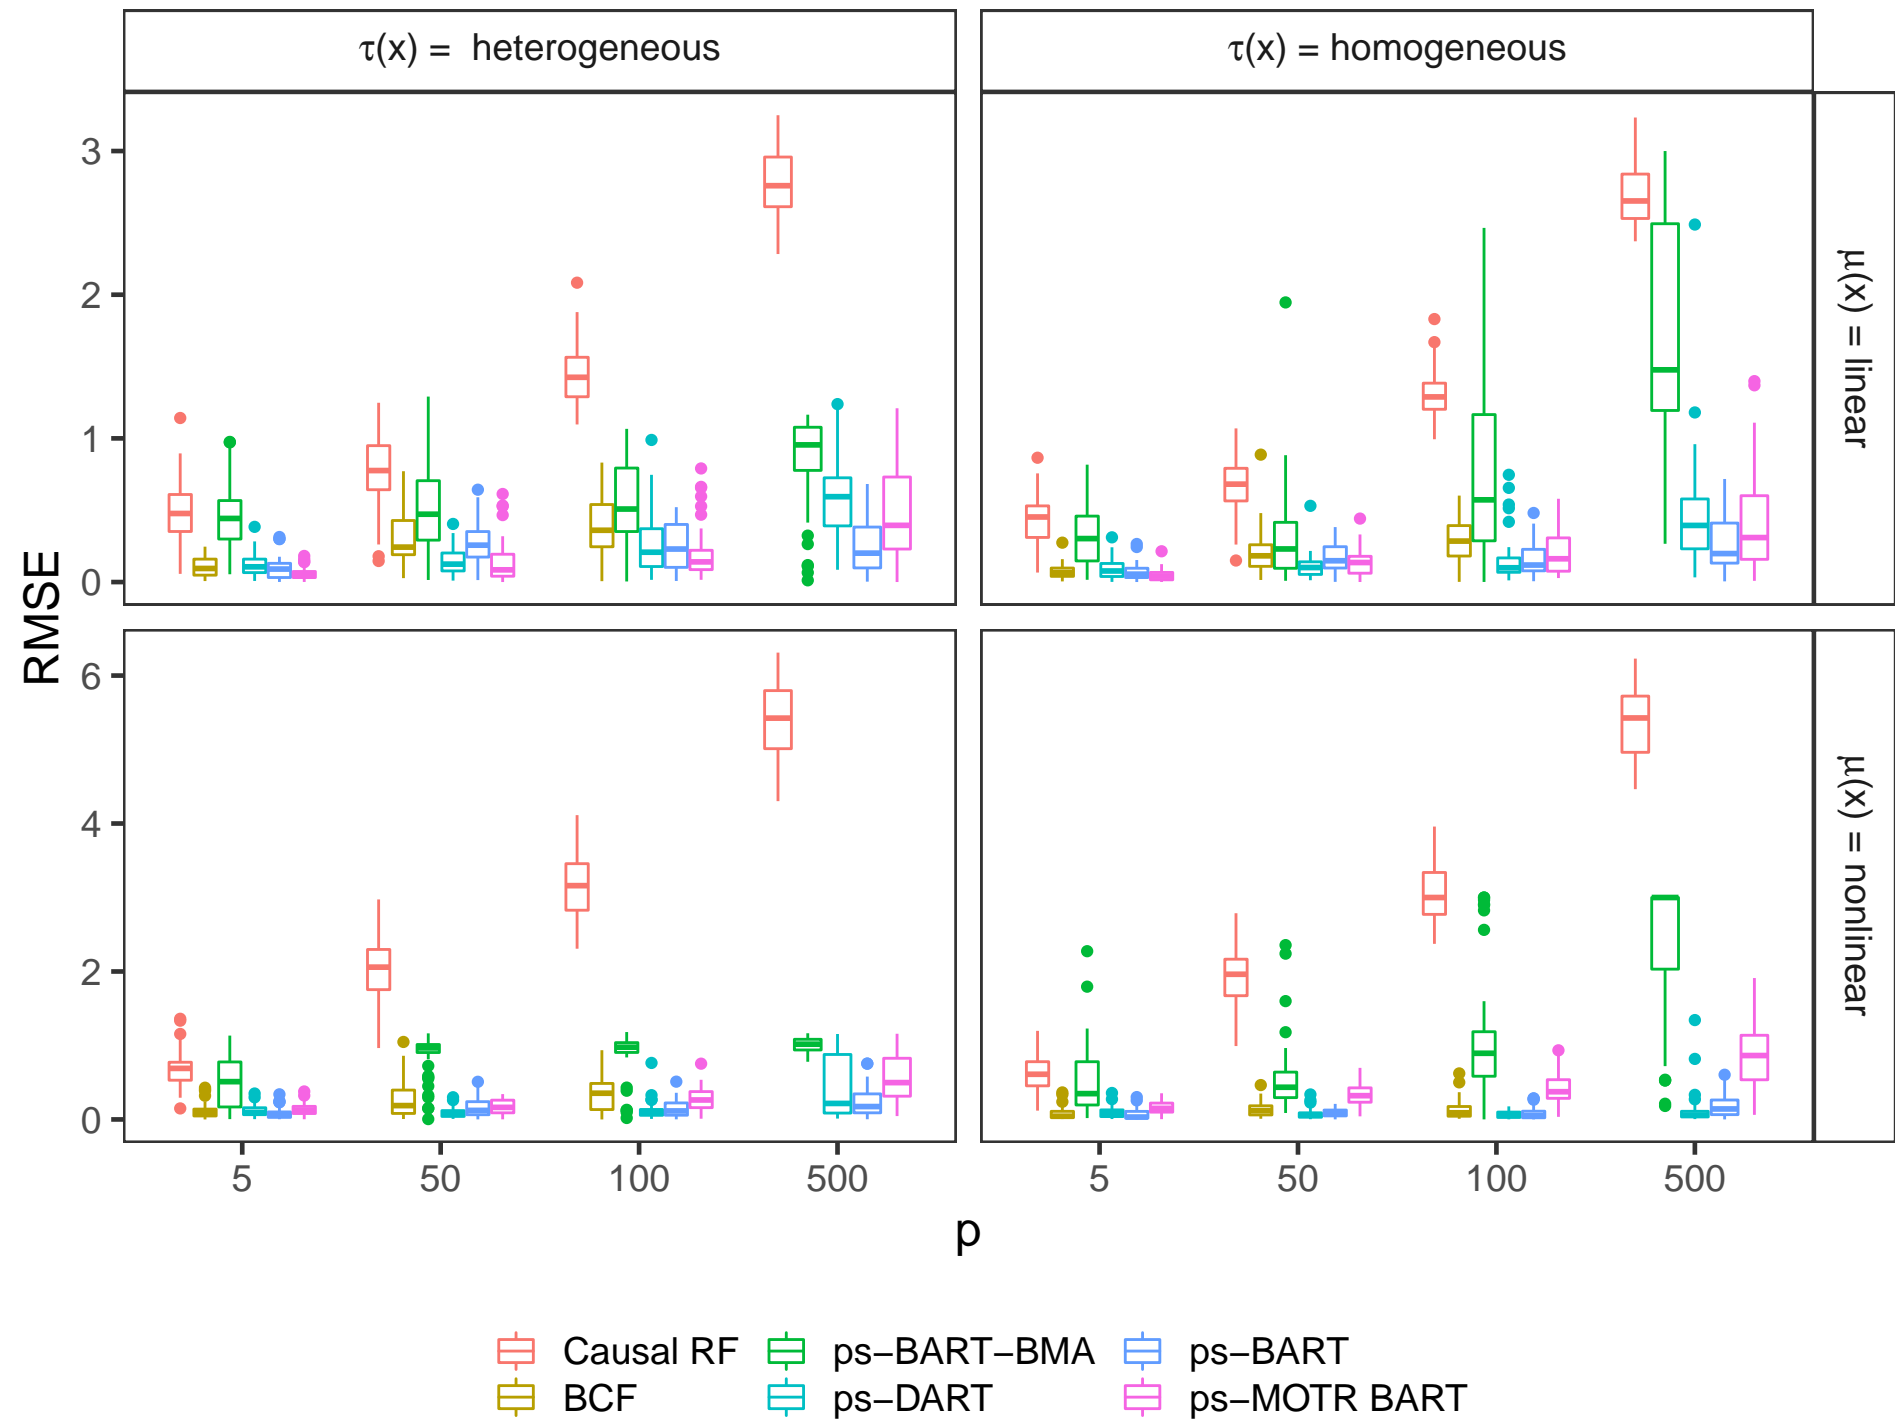 τ(x) = heterogeneous
τ(x) = homogeneous
RMSE
3
2
1
0
μ(x) = linear
6
4
2
0
μ(x) = nonlinear
5 50 100 500
5 50 100 500
p
Causal RF ps−BART−BMA ps−BART
BCF ps−DART ps−MOTR BART